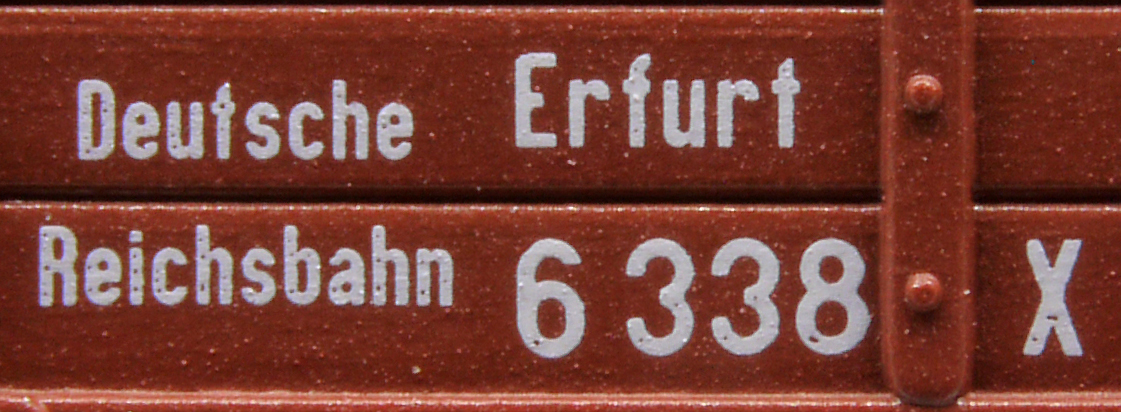 Deutsche Erfurt
Reichsbahn 6 338 X